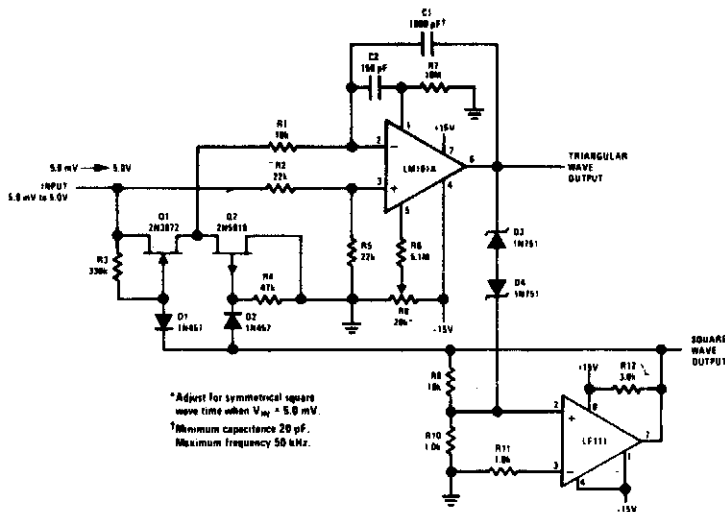 C1
1000 pF†
C2
150 pF
R7
10M
R1
10k
+15V
7
1
2
6
LM101A
3
4
5
TRIANGULAR
WAVE
OUTPUT
5.0 mV 5.0V
INPUT
5.0 mV to 5.0V
R2
22k
Q1
2N3972
Q2
R3
330k
R4
47k
R5
22k
R6
5.1M
R8
20k*
D1
1N457
D2
1N457
D3
1N751
D4
1N751
-15V
SQUARE
WAVE
OUTPUT
+15V
R12
3.0k
8
R9
10k
2
LF111
7
1
R10
1.0k
R11
1.0k
3
4
-15V
*Adjust for symmetrical square
wave time when VIN = 5.0 mV.
†Minimum capacitance 20 pF.
Maximum frequency 50 kHz.